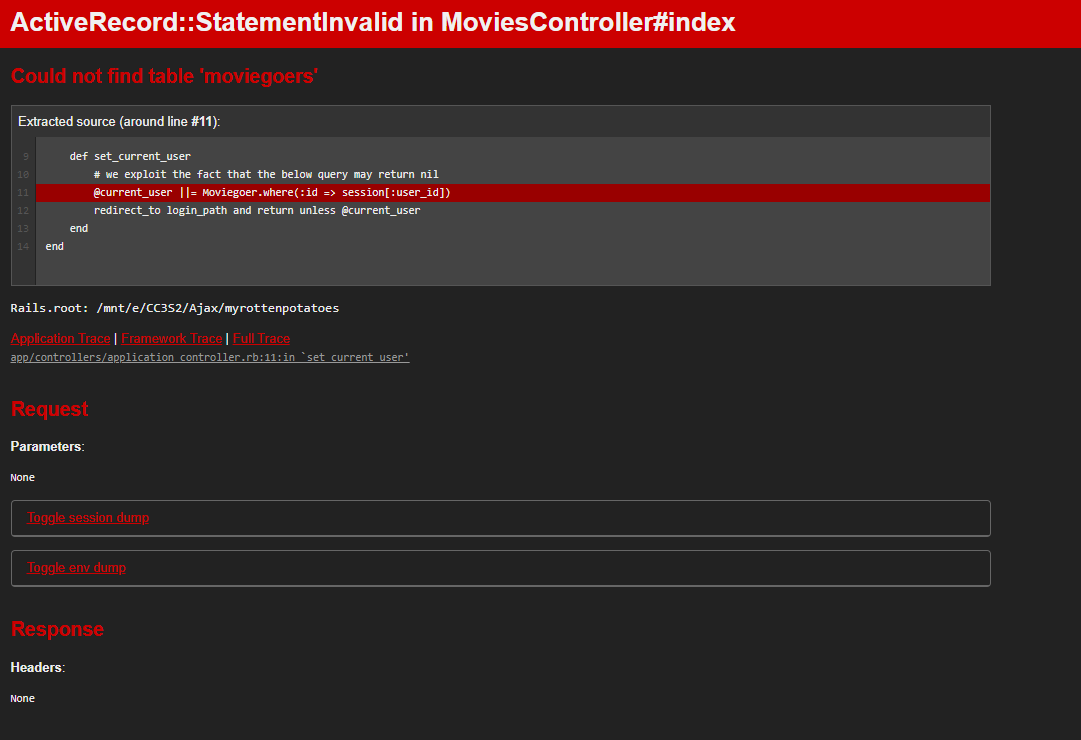 ActiveRecord::StatementInvalid in MoviesController#index
Could not find table 'moviegoers'
Extracted source (around line #11):
9     def set_current_user
10         # we exploit the fact that the below query may return nil
11         @current_user ||= Moviegoer.where(:id => session[:user_id])
12         redirect_to login_path and return unless @current_user
13     end
14 end
Rails.root: /mnt/e/CC3S2/Ajax/myrottenpotatoes
Application Trace | Framework Trace | Full Trace
app/controllers/application_controller.rb:11:in `set_current_user'
Request
Parameters:
None
Toggle session dump
Toggle env dump
Response
Headers:
None